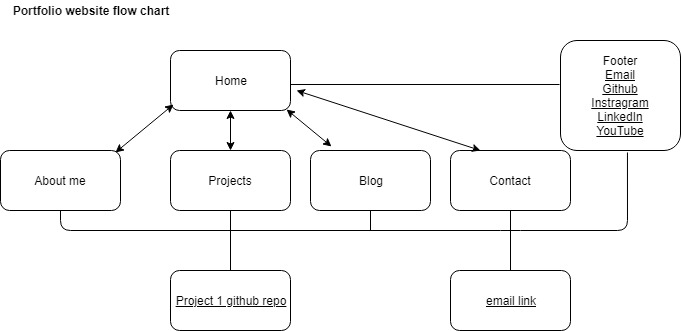 Portfolio website flow chart
Home
Footer
Email
Github
Instragram
LinkedIn
YouTube
About me
Projects
Blog
Contact
Project 1 github repo
email link